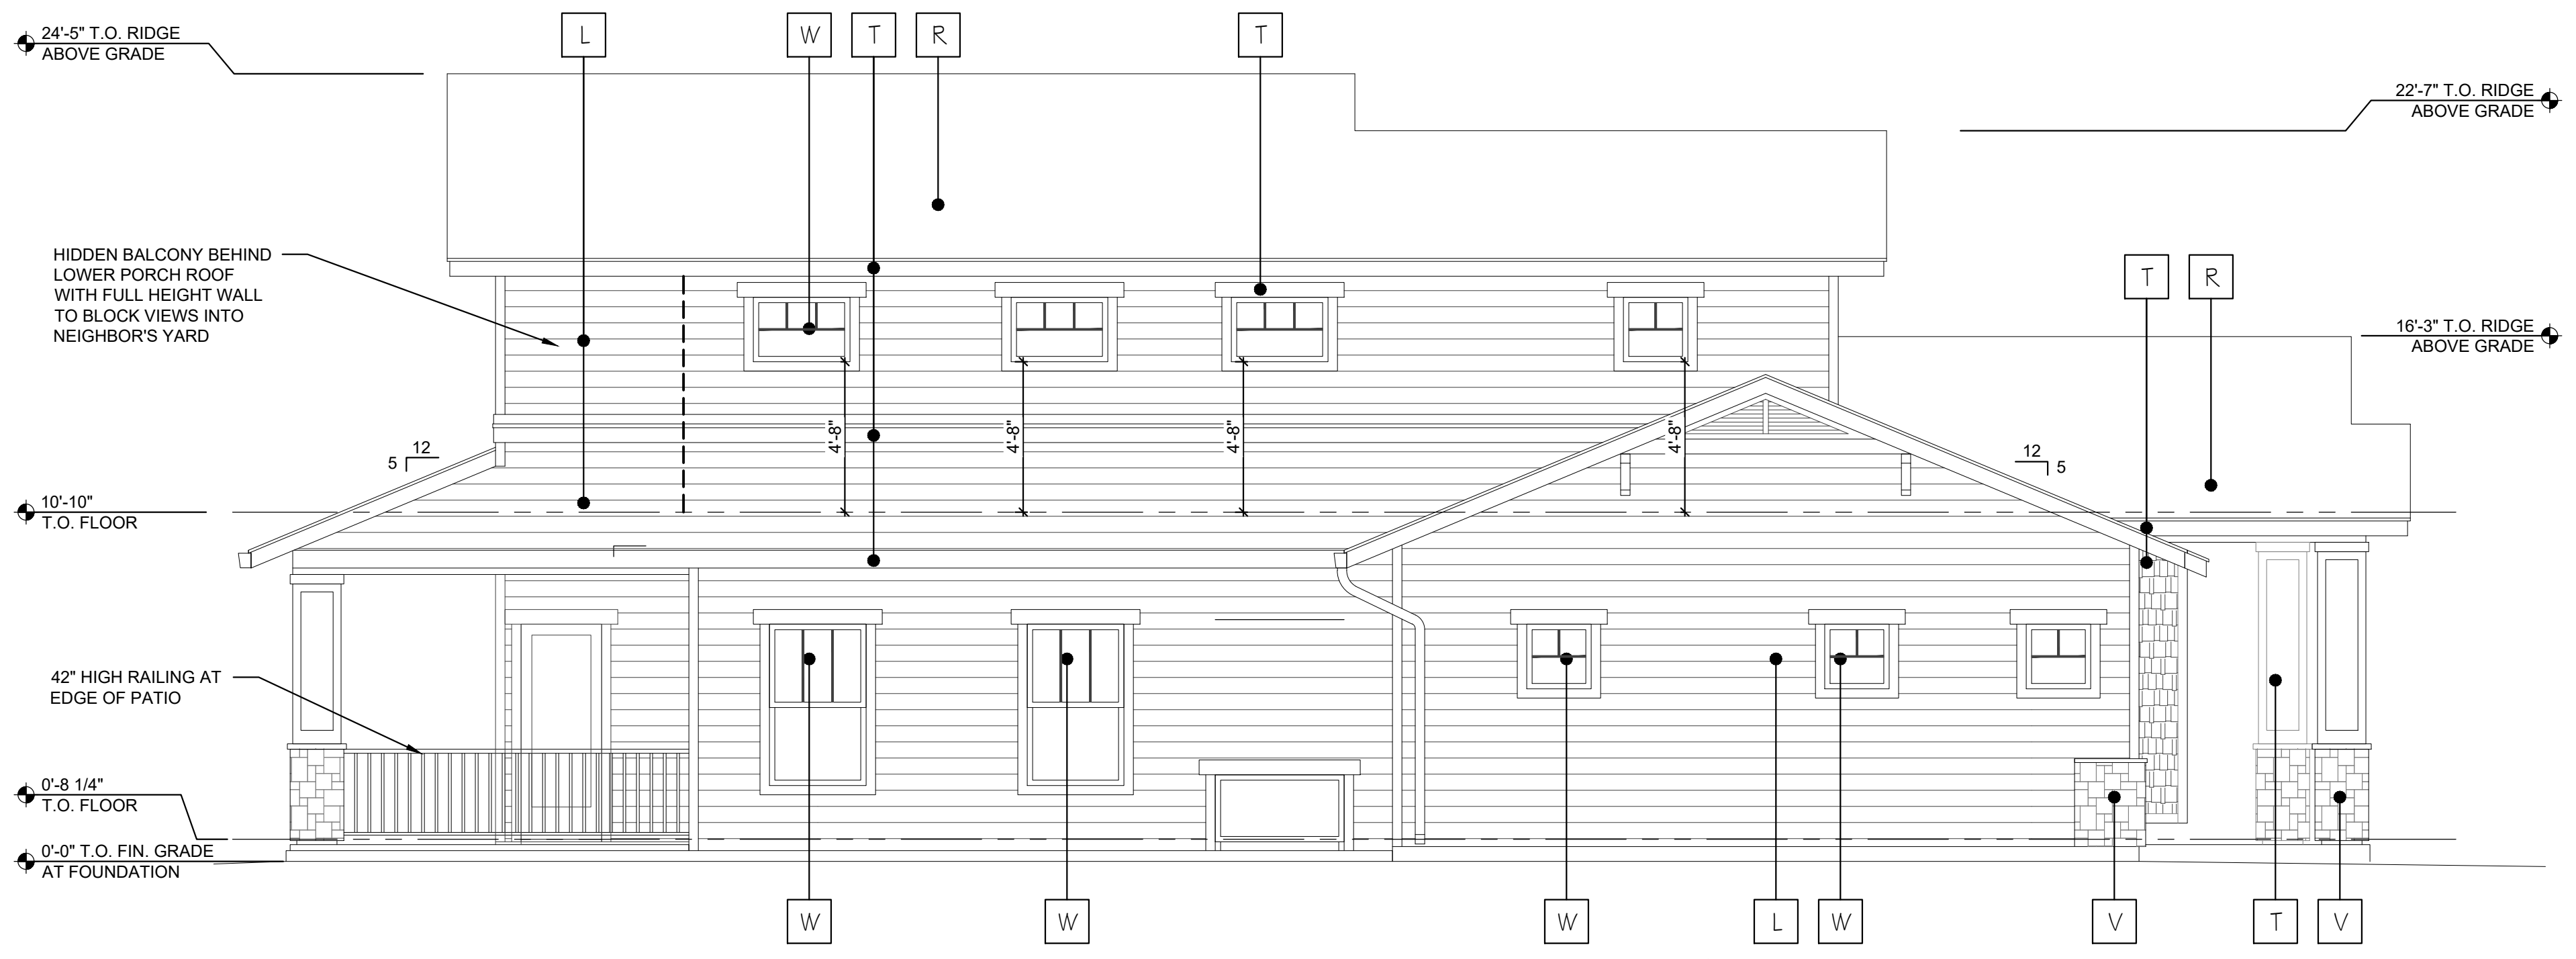 24'-5" T.O. RIDGE
ABOVE GRADE
L
W
T
R
T
22'-7" T.O. RIDGE
ABOVE GRADE
HIDDEN BALCONY BEHIND
LOWER PORCH ROOF
WITH FULL HEIGHT WALL
TO BLOCK VIEWS INTO
NEIGHBOR'S YARD
T
R
16'-3" T.O. RIDGE
ABOVE GRADE
4'-8"
4'-8"
4'-8"
4'-8"
12
5
12
5
10'-10"
T.O. FLOOR
42" HIGH RAILING AT
EDGE OF PATIO
0'-8 1/4"
T.O. FLOOR
0'-0" T.O. FIN. GRADE
AT FOUNDATION
W
W
W
L
W
V
T
V